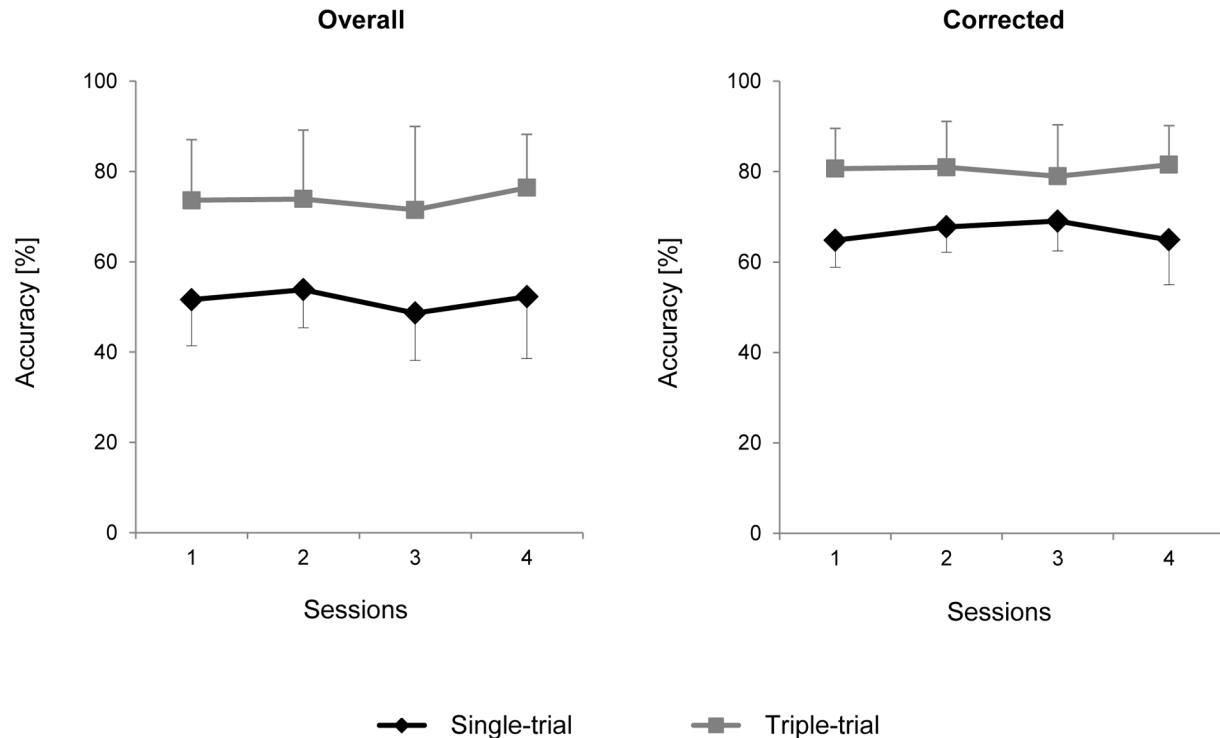 Overall
Corrected
Accuracy [%]
100
80
60
40
20
0
1 2 3 4
Sessions
Accuracy [%]
100
80
60
40
20
0
1 2 3 4
Sessions
Single-trial
Triple-trial